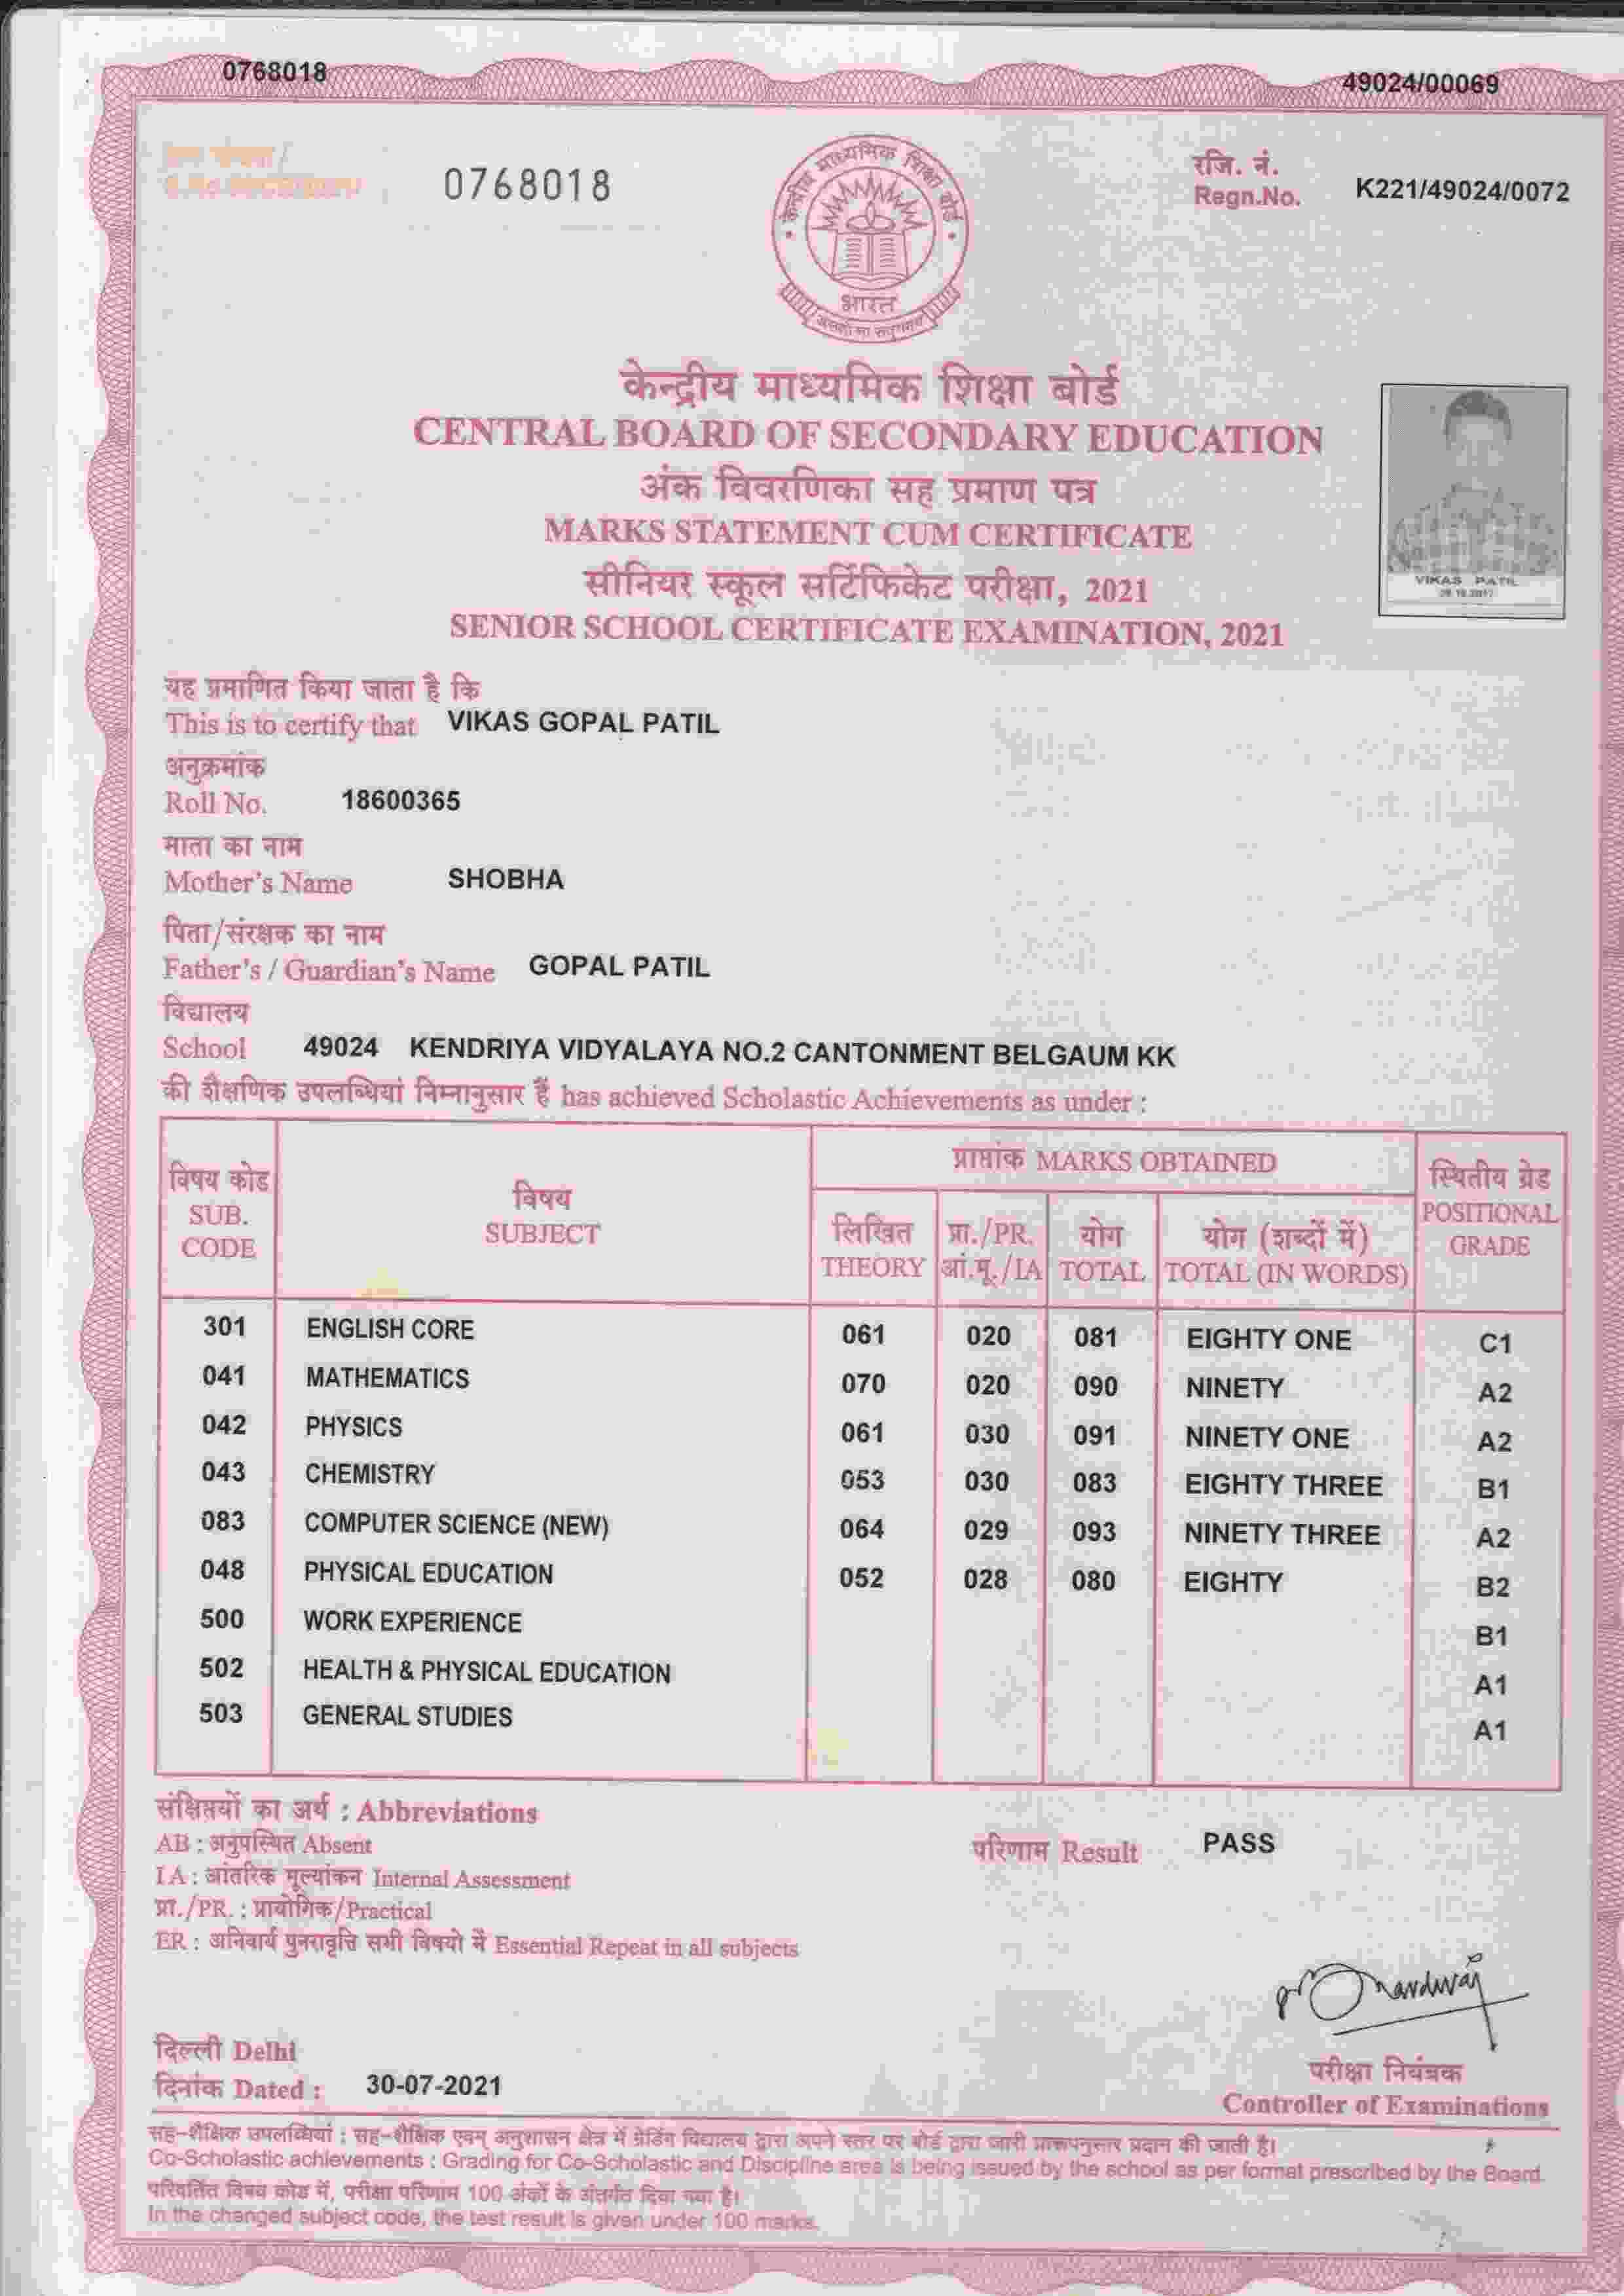 0768018
49024/00069
0768018
रजि. नं.
Regn.No. K221/49024/0072
केन्द्रीय माध्यमिक शिक्षा बोर्ड
भारत
असतो मा सद्गमय
केन्द्रीय माध्यमिक शिक्षा बोर्ड
CENTRAL BOARD OF SECONDARY EDUCATION
अंक विवरणिका सह प्रमाण पत्र
MARKS STATEMENT CUM CERTIFICATE
सीनियर स्कूल सर्टिफिकेट परीक्षा, 2021
SENIOR SCHOOL CERTIFICATE EXAMINATION, 2021
VIKAS PATIL
यह प्रमाणित किया जाता है कि
This is to certify that VIKAS GOPAL PATIL
अनुक्रमांक
Roll No. 18600365
माता का नाम
Mother's Name SHOBHA
पिता/संरक्षक का नाम
Father's / Guardian's Name GOPAL PATIL
विद्यालय
School 49024 KENDRIYA VIDYALAYA NO.2 CANTONMENT BELGAUM KK
की शैक्षणिक उपलब्धियां निम्नानुसार हैं has achieved Scholastic Achievements as under :
विषय कोड SUB. CODE विषय SUBJECT प्राप्तांक MARKS OBTAINED स्थितीय ग्रेड POSITIONAL GRADE
लिखित THEORY प्रा./PR. आं.मू./IA योग TOTAL योग (शब्दों में) TOTAL (IN WORDS)
301 ENGLISH CORE 061 020 081 EIGHTY ONE C1
041 MATHEMATICS 070 020 090 NINETY A2
042 PHYSICS 061 030 091 NINETY ONE A2
043 CHEMISTRY 053 030 083 EIGHTY THREE B1
083 COMPUTER SCIENCE (NEW) 064 029 093 NINETY THREE A2
048 PHYSICAL EDUCATION 052 028 080 EIGHTY B2
500 WORK EXPERIENCE B1
502 HEALTH & PHYSICAL EDUCATION A1
503 GENERAL STUDIES A1
संक्षिप्तयों का अर्थ : Abbreviations
AB : अनुपस्थित Absent
परिणाम Result PASS
IA : आंतरिक मूल्यांकन Internal Assessment
प्रा./PR. : प्रायोगिक/Practical
ER : अनिवार्य पुनरावृत्ति सभी विषयो में Essential Repeat in all subjects
दिल्ली Delhi
दिनांक Dated : 30-07-2021
परीक्षा नियंत्रक
Controller of Examinations
सह-शैक्षिक उपलब्धियां : सह-शैक्षिक एवम् अनुशासन क्षेत्र में ग्रेडिंग विद्यालय द्वारा अपने स्तर पर बोर्ड द्वारा जारी प्रारूपनुसार प्रदान की जाती है।
Co-Scholastic achievements : Grading for Co-Scholastic and Discipline area is being issued by the school as per format prescribed by the Board.
परिवर्तित विषय कोड में, परीक्षा परिणाम 100 अंकों के अंतर्गत दिया गया है।
In the changed subject code, the test result is given under 100 marks.